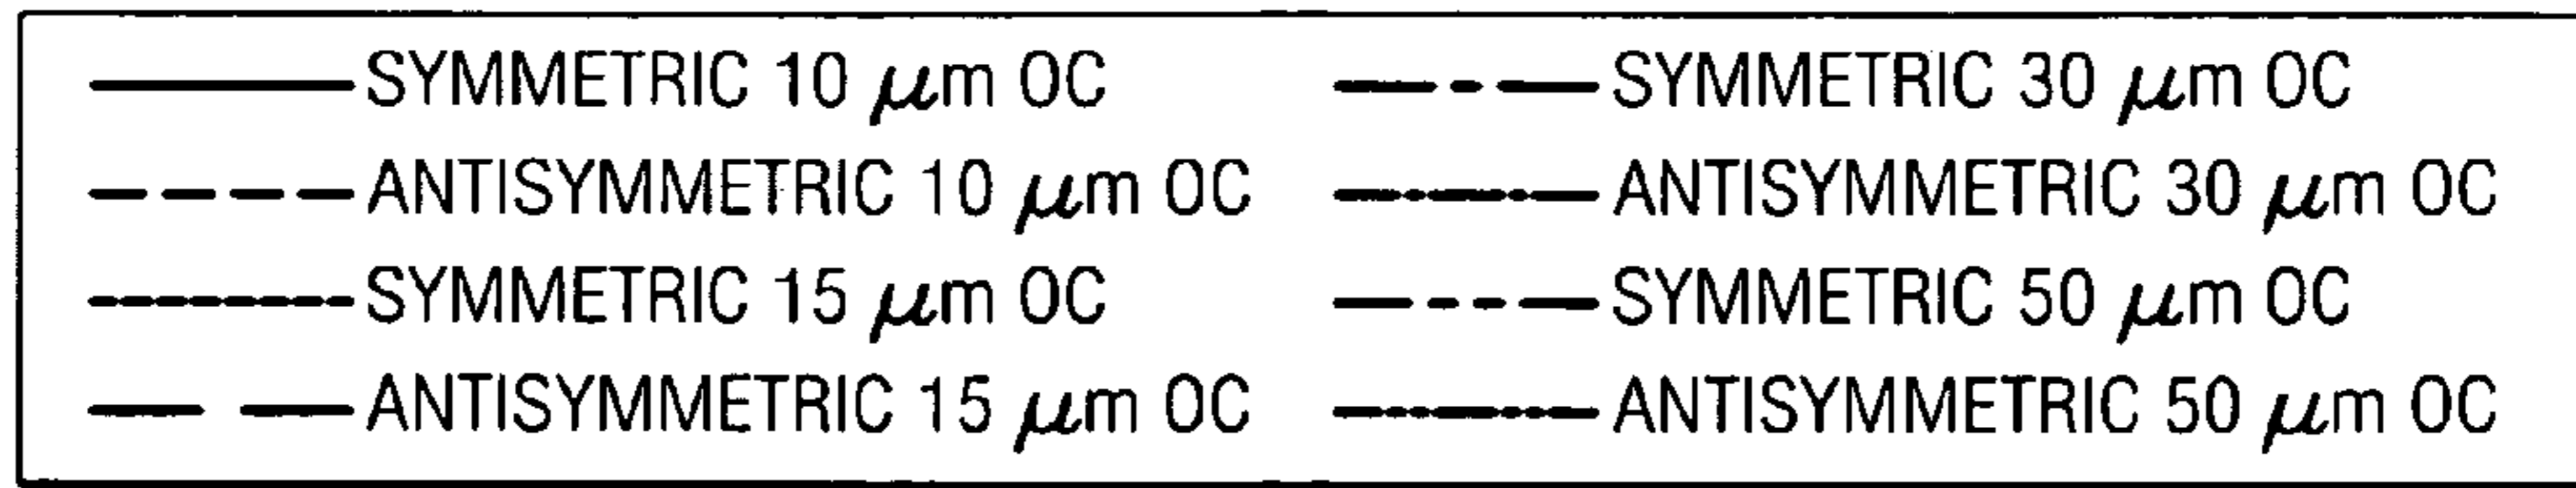 SYMMETRIC 10 μm OC
ANTISYMMETRIC 10 μm OC
SYMMETRIC 15 μm OC
ANTISYMMETRIC 15 μm OC
SYMMETRIC 30 μm OC
ANTISYMMETRIC 30 μm OC
SYMMETRIC 50 μm OC
ANTISYMMETRIC 50 μm OC